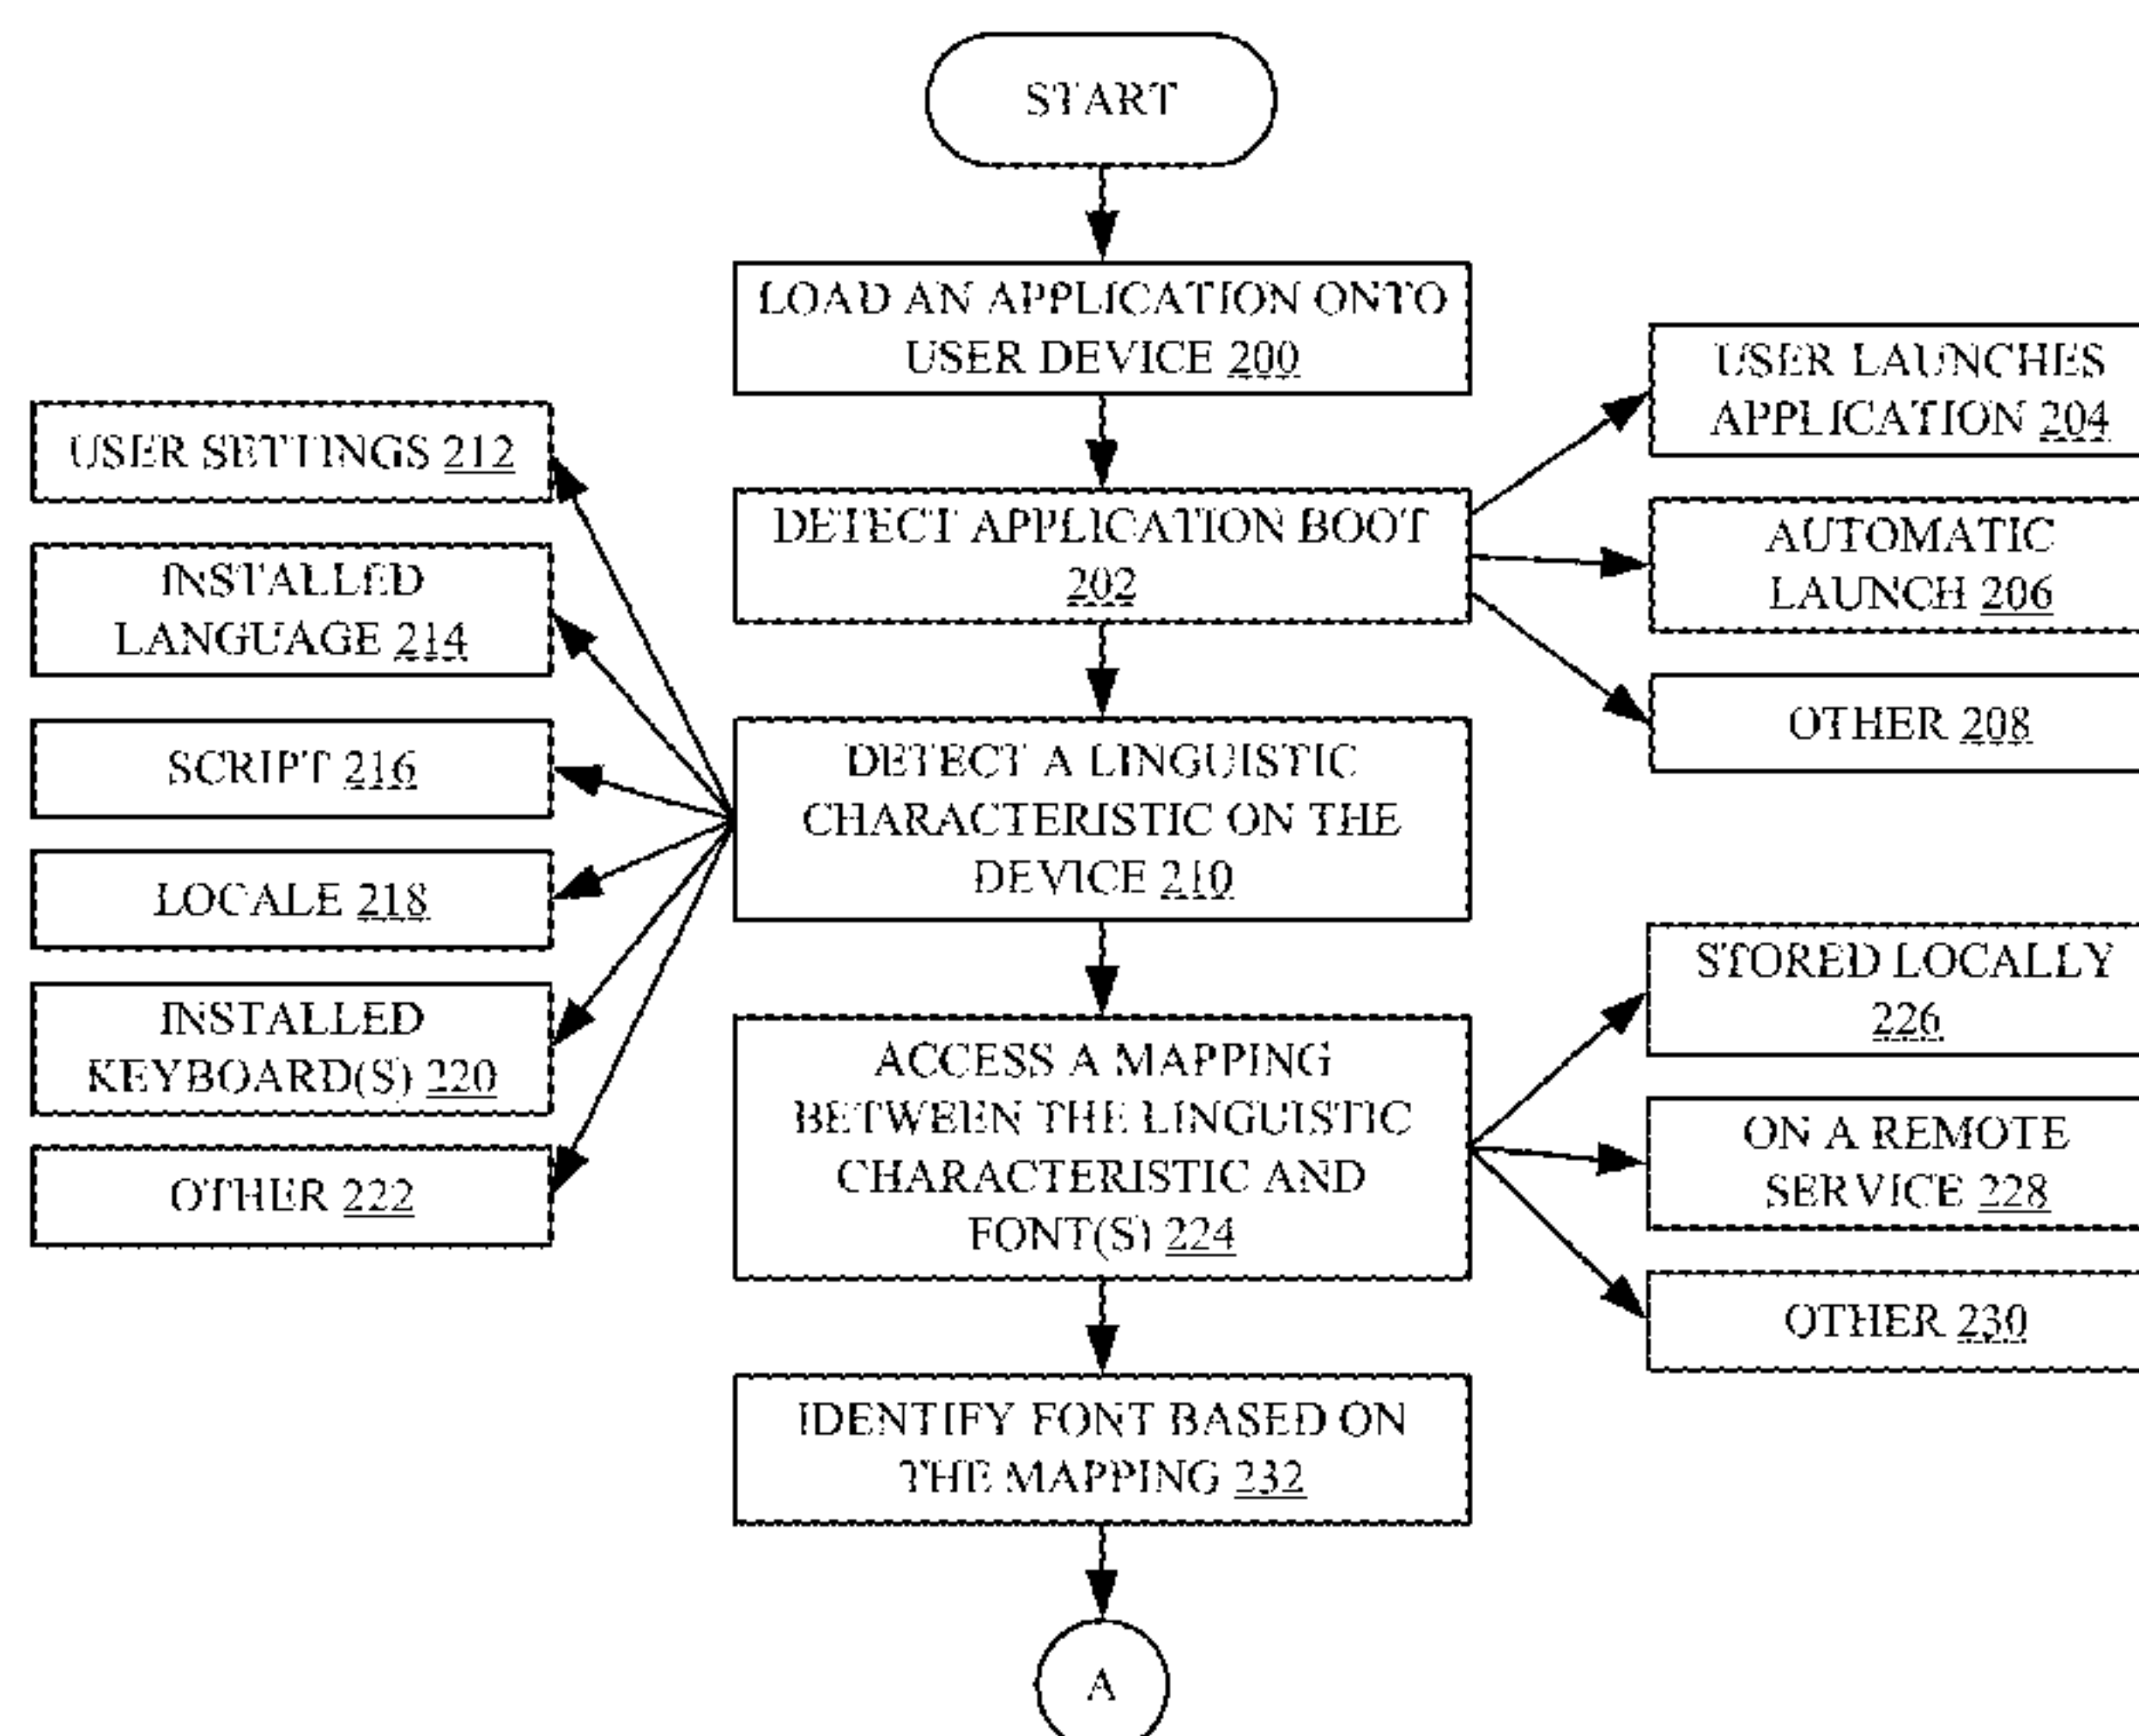 START
LOAD AN APPLICATION ONTO
USER DEVICE 200
USER LAUNCHES
APPLICATION 204
USER SETTINGS 212
DETECT APPLICATION BOOT
202
AUTOMATIC
LAUNCH 206
INSTALLED
LANGUAGE 214
OTHER 208
SCRIPT 216
DETECT A LINGUISTIC
CHARACTERISTIC ON THE
DEVICE 210
LOCALE 218
STORED LOCALLY
226
INSTALLED
KEYBOARD(S) 220
ACCESS A MAPPING
BETWEEN THE LINGUISTIC
CHARACTERISTIC AND
FONT(S) 224
ON A REMOTE
SERVICE 228
OTHER 222
OTHER 230
IDENTIFY FONT BASED ON
THE MAPPING 232
A